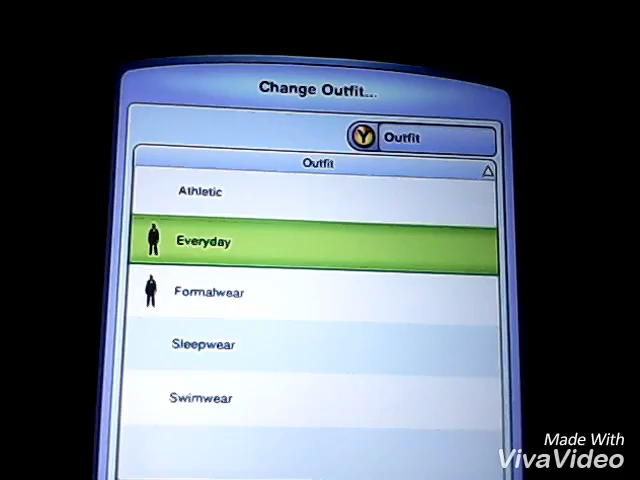 Change Outfit...
Y Outfit
Outfit
Athletic
Everyday
Formalwear
Sleepwear
Swimwear
Made With
VivaVideo